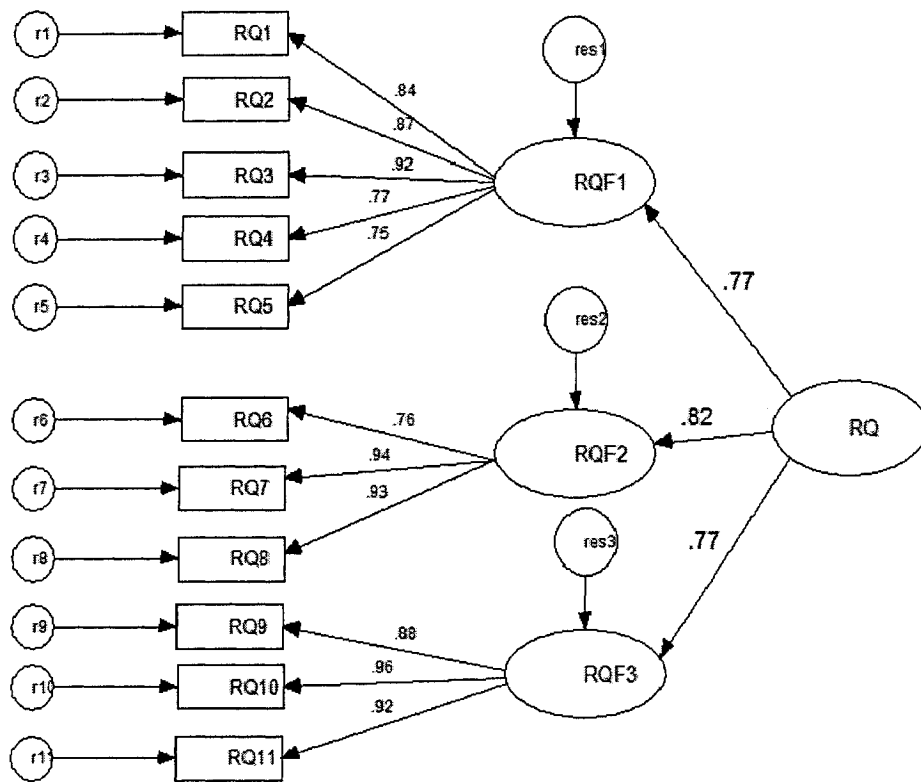 r1
RQ1
res1
.84
r2
RQ2
.87
r3
RQ3
.92
RQF1
.77
r4
RQ4
.75
r5
RQ5
.77
res2
r6
RQ6
.76
.82
RQ
RQF2
.94
r7
RQ7
.93
r8
RQ8
res3
.77
r9
RQ9
.88
.96
RQF3
r10
RQ10
.92
r11
RQ11